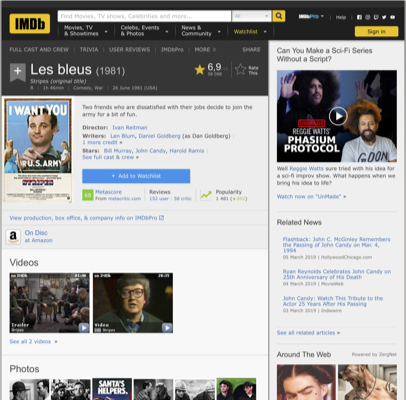 IMDb
Find Movies, TV shows, Celebrities and more...
All
IMDbPro
Help
Movies, TV & Showtimes
Celebs, Events & Photos
News & Community
Watchlist
Sign in
FULL CAST AND CREW | TRIVIA | USER REVIEWS | IMDbPro | MORE
SHARE
Les bleus (1981)
Stripes (original title)
R | 1h 46min | Comedy, War | 26 June 1981 (USA)
6,9
Rate This
I WANT YOU
U.S. ARMY
Two friends who are dissatisfied with their jobs decide to join the army for a bit of fun.
Director: Ivan Reitman
Writers: Len Blum, Daniel Goldberg (as Dan Goldberg) |
1 more credit »
Stars: Bill Murray, John Candy, Harold Ramis |
See full cast & crew »
+ Add to Watchlist
Metascore
From metacritic.com
Reviews
152 user | 58 critic
Popularity
View production, box office, & company info on IMDbPro
a
On Disc
at Amazon
Videos
Trailer
Stripes
Video
Stripes
See all 2 videos »
Photos
SANTA'S
HELPERS.
Can You Make a Sci-Fi Series Without a Script?
REGGIE WATTS'
PHASIUM
PROTOCOL
Well Reggie Watts sure tried with his idea for a sci-fi improv show. What happens when we bring his idea to life?
Watch now on "UnMade" »
Related News
Flashback: John C. McGinley Remembers the Passing of John Candy on Mar. 4, 1994
05 March 2019 | HollywoodChicago.com
Ryan Reynolds Celebrates John Candy on 25th Anniversary of His Death
04 March 2019 | MovieWeb
John Candy: Watch This Tribute to the Actor 25 Years After His Passing
03 March 2019 | Indiewire
See all related articles »
Around The Web
Powered by ZergNet